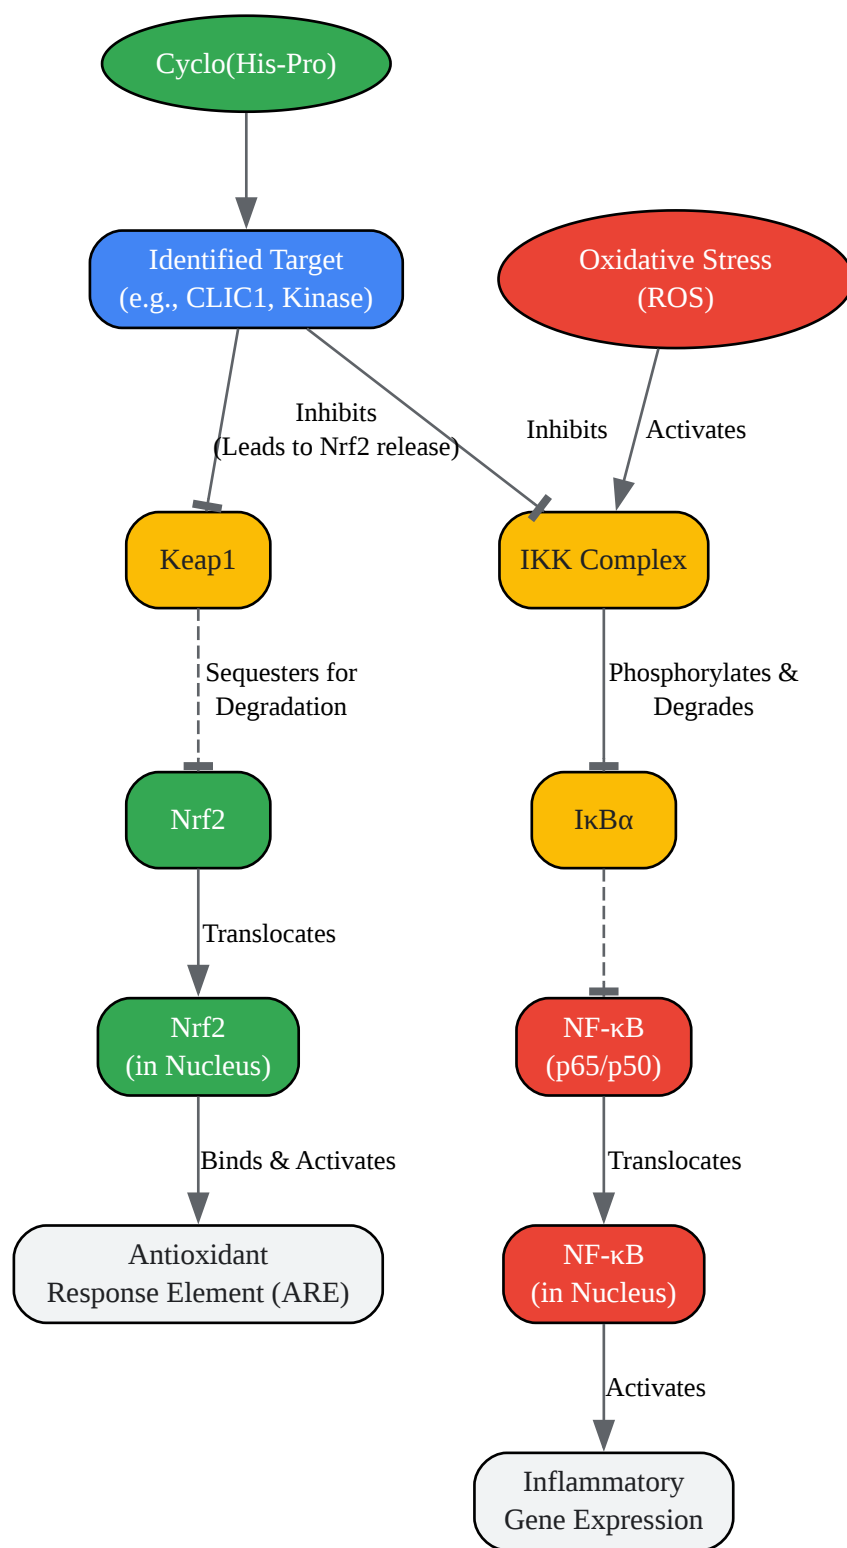 Cyclo(His-Pro)
Identified Target
(e.g., CLIC1, Kinase)
Oxidative Stress
(ROS)
Inhibits
(Leads to Nrf2 release)
Inhibits
Activates
Keap1
IKK Complex
Sequesters for
Degradation
Phosphorylates &
Degrades
Nrf2
IκBα
Translocates
Nrf2
(in Nucleus)
NF-κB
(p65/p50)
Binds & Activates
Translocates
Antioxidant
Response Element (ARE)
NF-κB
(in Nucleus)
Activates
Inflammatory
Gene Expression